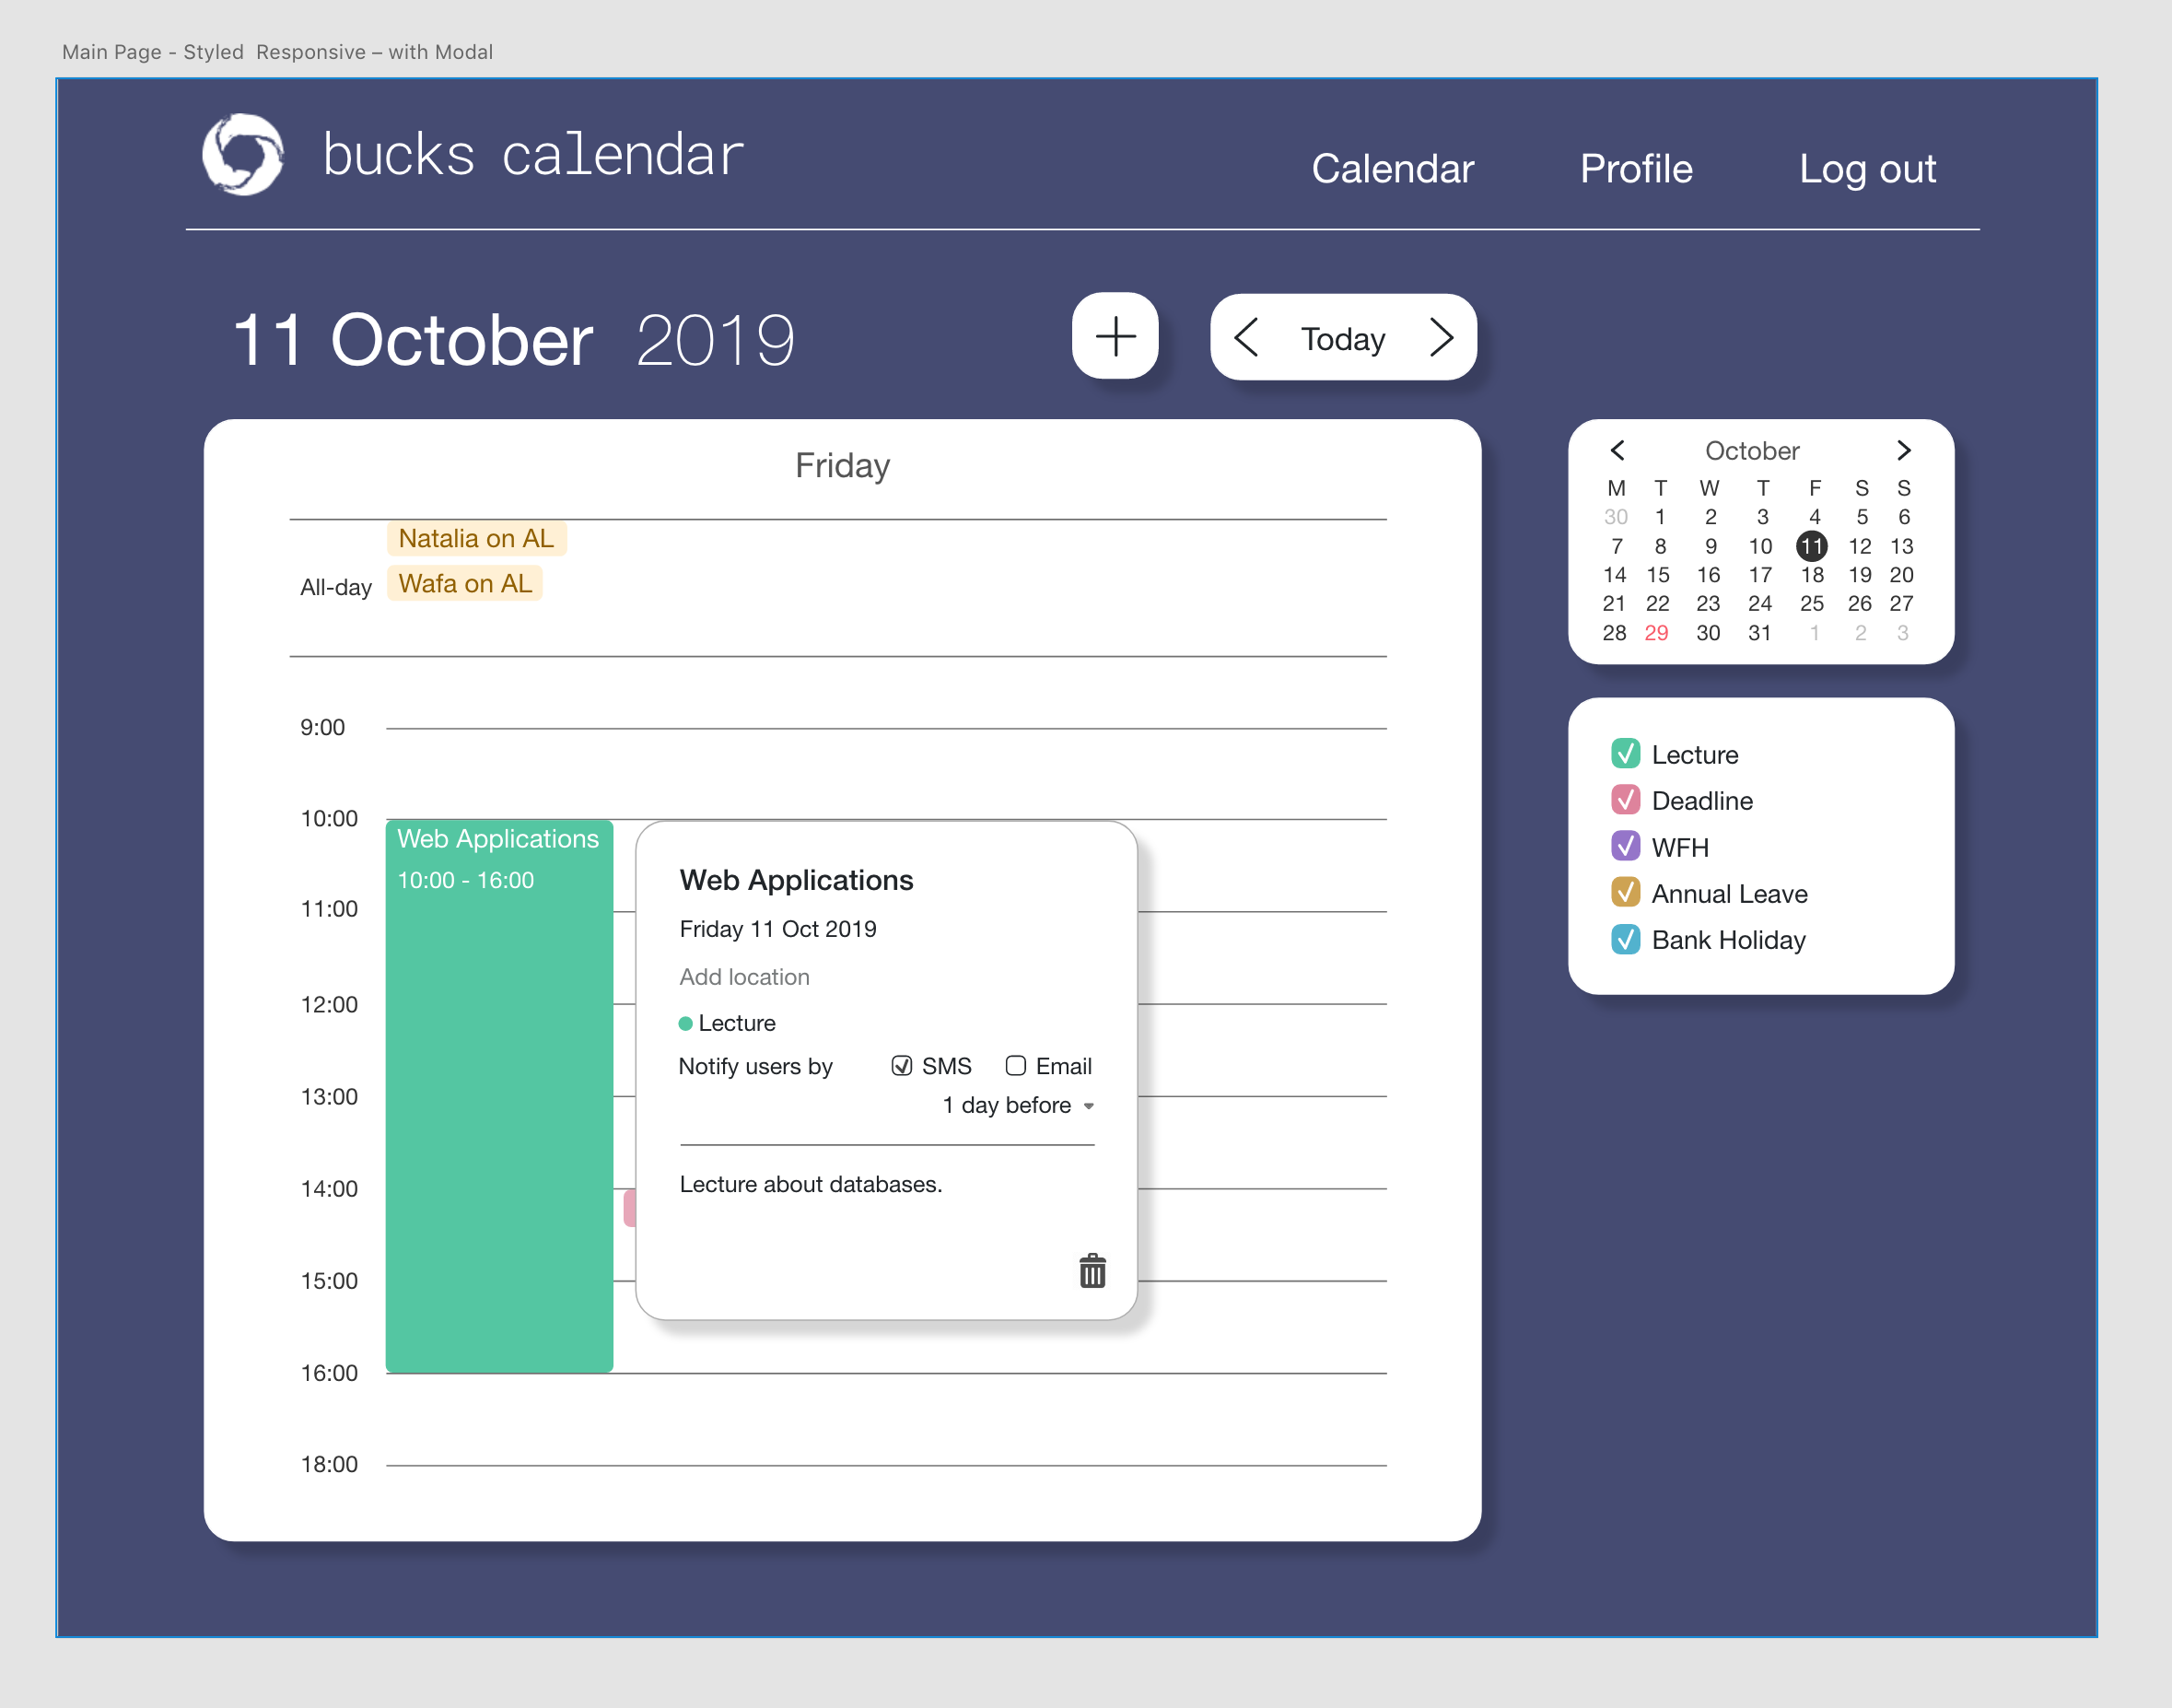 Main Page - Styled  Responsive – with Modal
bucks calendar
Calendar Profile Log out
11 October 2019
Today
Friday
Natalia on AL
All-day
Wafa on AL
9:00
10:00
Web Applications
10:00 - 16:00
11:00
12:00
13:00
14:00
15:00
16:00
18:00
Web Applications
Friday 11 Oct 2019
Add location
Lecture
Notify users by SMS Email
1 day before
Lecture about databases.
October
M T W T F S S
30 1 2 3 4 5 6
7 8 9 10 11 12 13
14 15 16 17 18 19 20
21 22 23 24 25 26 27
28 29 30 31 1 2 3
Lecture
Deadline
WFH
Annual Leave
Bank Holiday